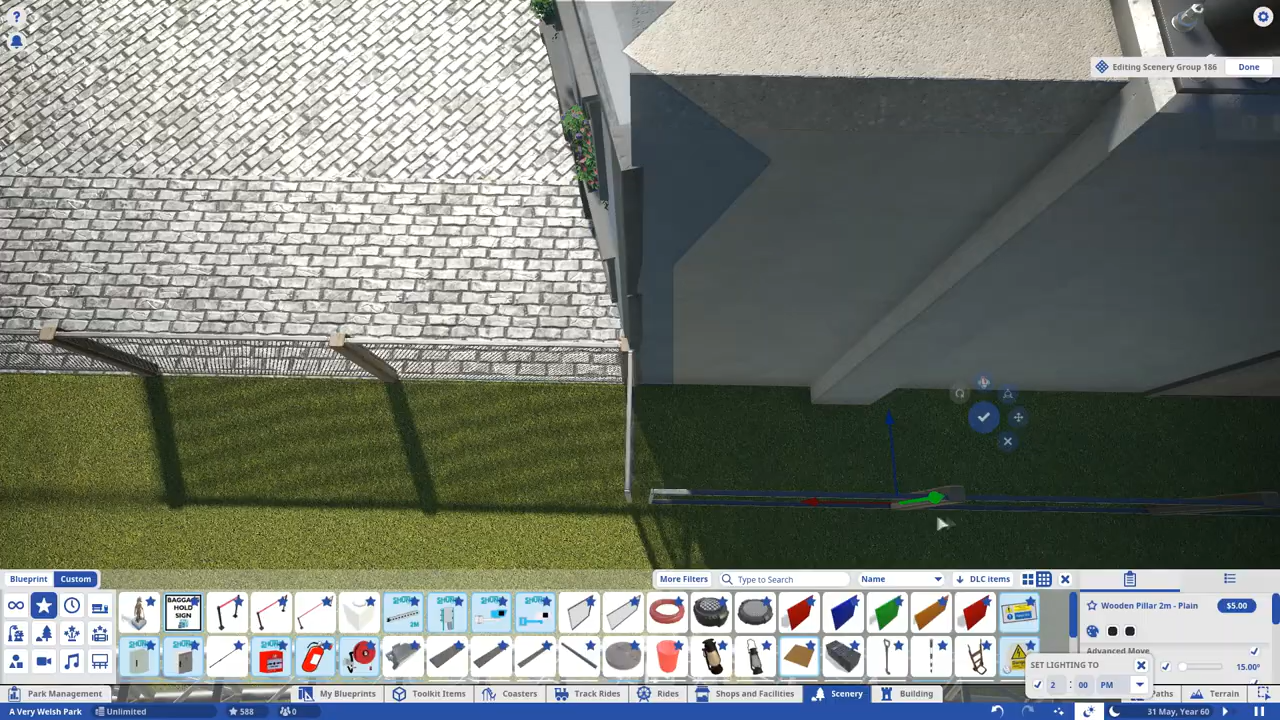 ?
Editing Scenery Group 186
Done
Blueprint
Custom
More Filters
Type to Search
Name
DLC items
BAGGAGE
HOLD
SIGN
2M
Wooden Pillar 2m - Plain
$5.00
Advanced Move
15.00°
SET LIGHTING TO
2 : 00 PM
Park Management
My Blueprints
Toolkit Items
Coasters
Track Rides
Rides
Shops and Facilities
Scenery
Building
Paths
Terrain
A Very Welsh Park
Unlimited
588
0
31 May, Year 60